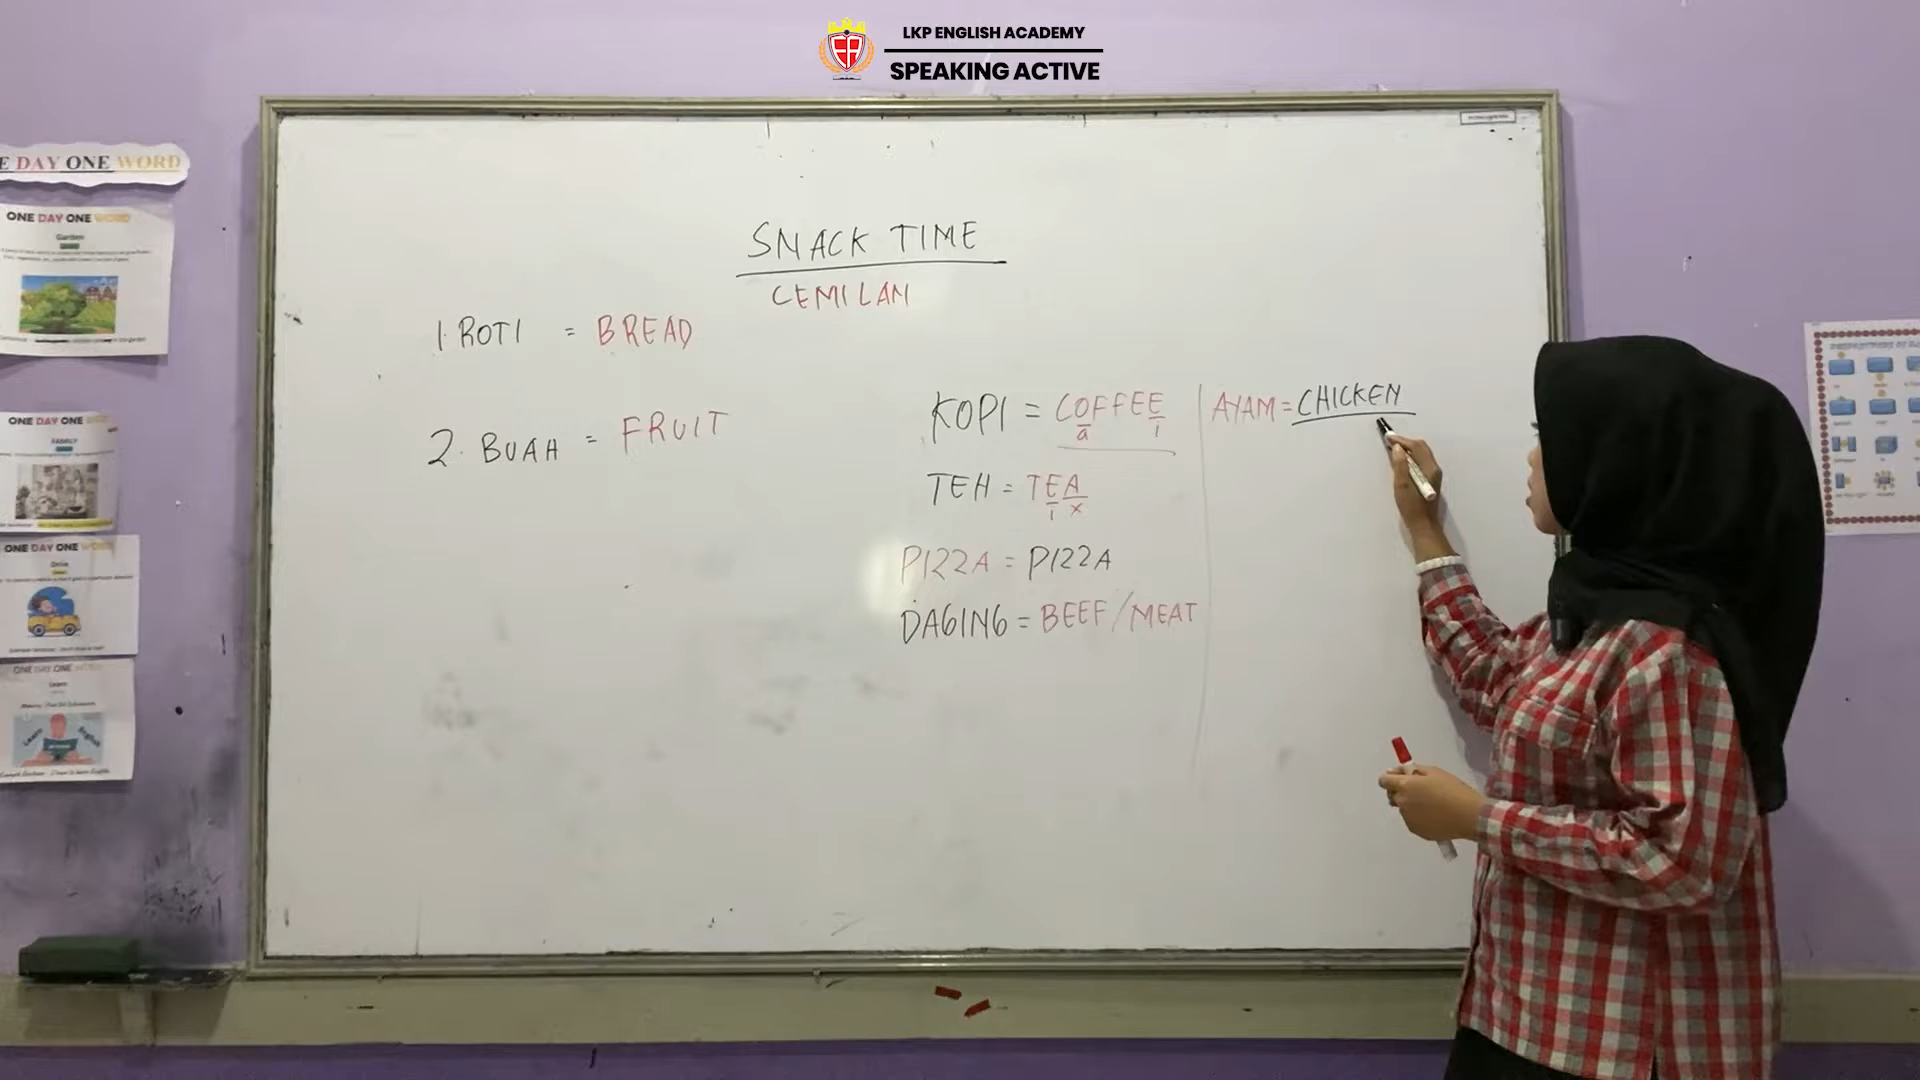 LKP ENGLISH ACADEMY
SPEAKING ACTIVE
E DAY ONE WORD
ONE DAY ONE WORD
Garden
ONE DAY ONE
FAMILY
ONE DAY ONE WORD
Drive
ONE DAY ONE WORD
Learn
SNACK TIME
CEMILAN
1. ROTI = BREAD
2. BUAH = FRUIT
KOPI = COFFEE
a i
TEH = TEA
i x
PIZZA = PIZZA
DAGING = BEEF/MEAT
AYAM = CHICKEN